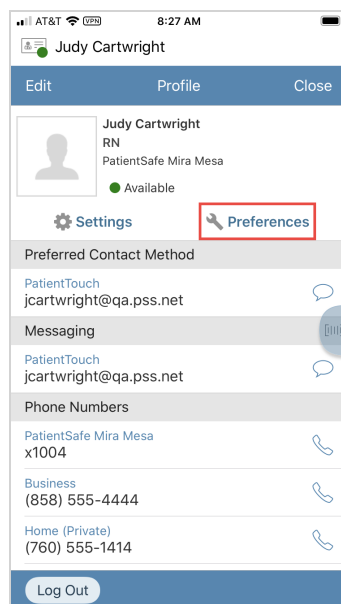 AT&T VPN 8:27 AM
Judy Cartwright
Edit Profile Close
Judy Cartwright
RN
PatientSafe Mira Mesa
Available
Settings Preferences
Preferred Contact Method
PatientTouch
jcartwright@qa.pss.net
Messaging
PatientTouch
jcartwright@qa.pss.net
Phone Numbers
PatientSafe Mira Mesa
x1004
Business
(858) 555-4444
Home (Private)
(760) 555-1414
Log Out